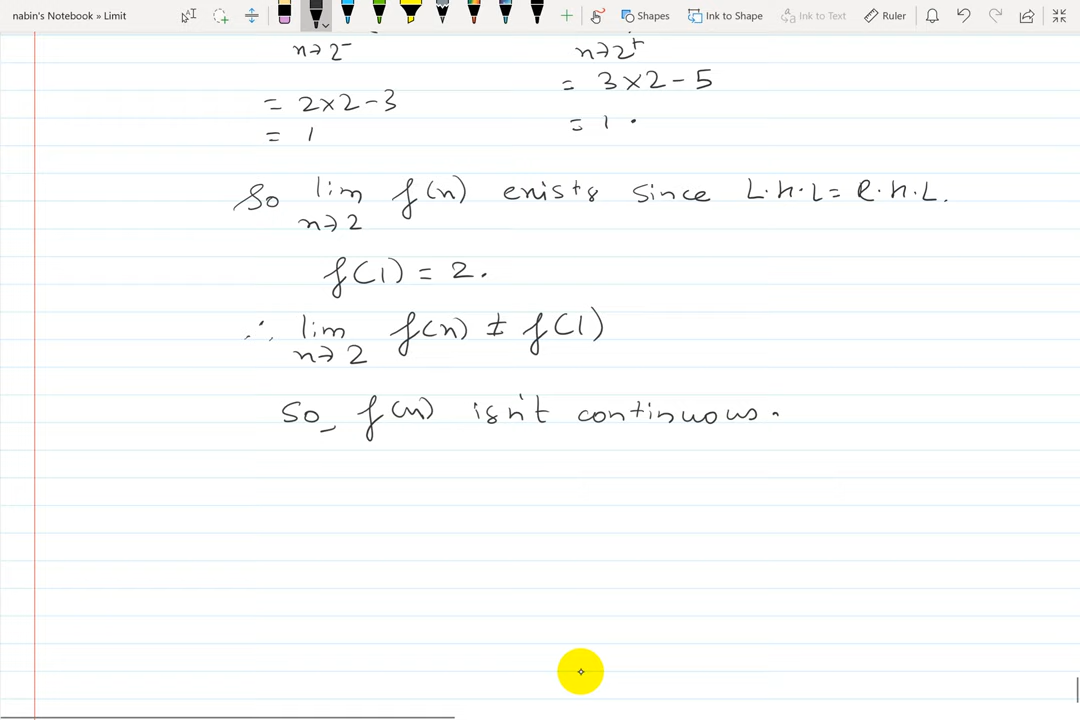 nabin's Notebook » Limit
Shapes
Ink to Shape
Ink to Text
Ruler
n→2⁻
= 2×2-3
= 1
n→2⁺
= 3×2-5
= 1 .
So lim f(n) exists since L.H.L = R.H.L.
n→2
f(1) = 2.
∴ lim f(n) ≠ f(1)
n→2
So, f(n) isn't continuous.